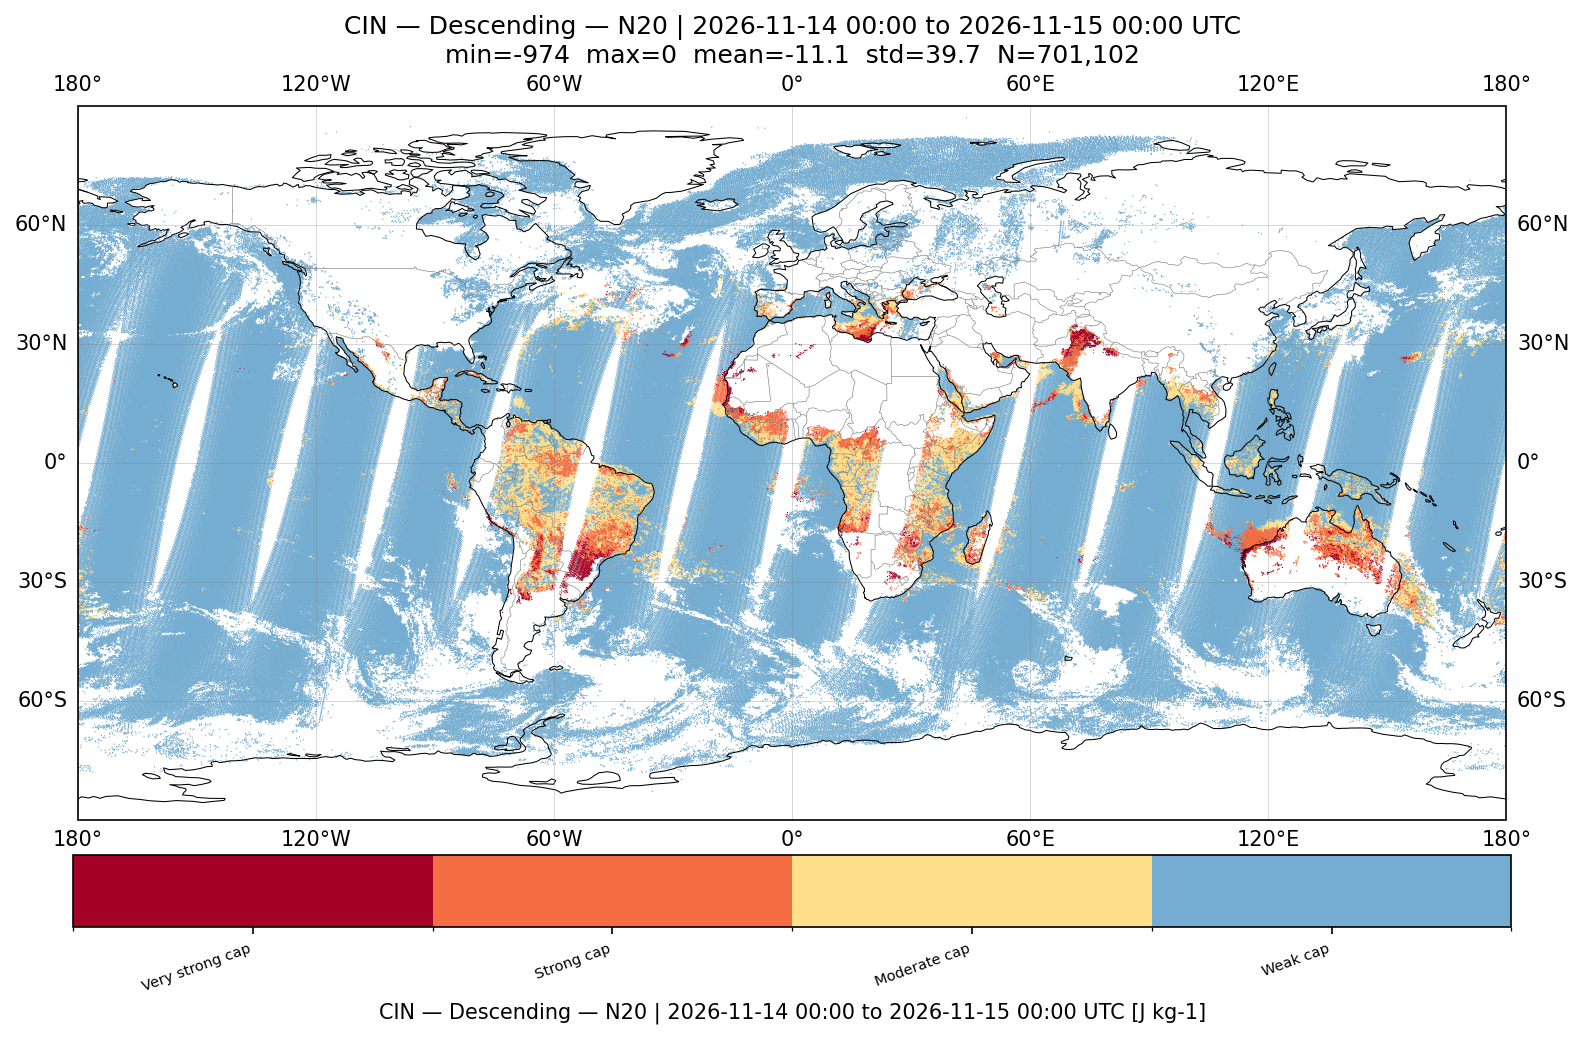 CIN — Descending — N20 | 2026-11-14 00:00 to 2026-11-15 00:00 UTC
min=-974 max=0 mean=-11.1 std=39.7 N=701,102
180° 120°W 60°W 0° 60°E 120°E 180°
60°N 60°N
30°N 30°N
0° 0°
30°S 30°S
60°S 60°S
180° 120°W 60°W 0° 60°E 120°E 180°
Very strong cap Strong cap Moderate cap Weak cap
CIN — Descending — N20 | 2026-11-14 00:00 to 2026-11-15 00:00 UTC [J kg-1]